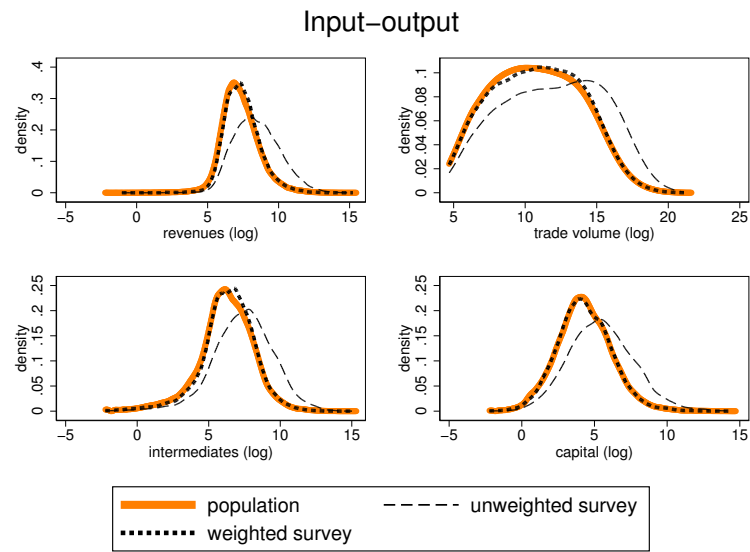 Input−output
density
0 .1 .2 .3 .4
−5 0 5 10 15
revenues (log)
density
0 .02 .04 .06 .08 .1
5 10 15 20 25
trade volume (log)
density
0 .05 .1 .15 .2 .25
−5 0 5 10 15
intermediates (log)
density
0 .05 .1 .15 .2 .25
−5 0 5 10 15
capital (log)
population
unweighted survey
weighted survey